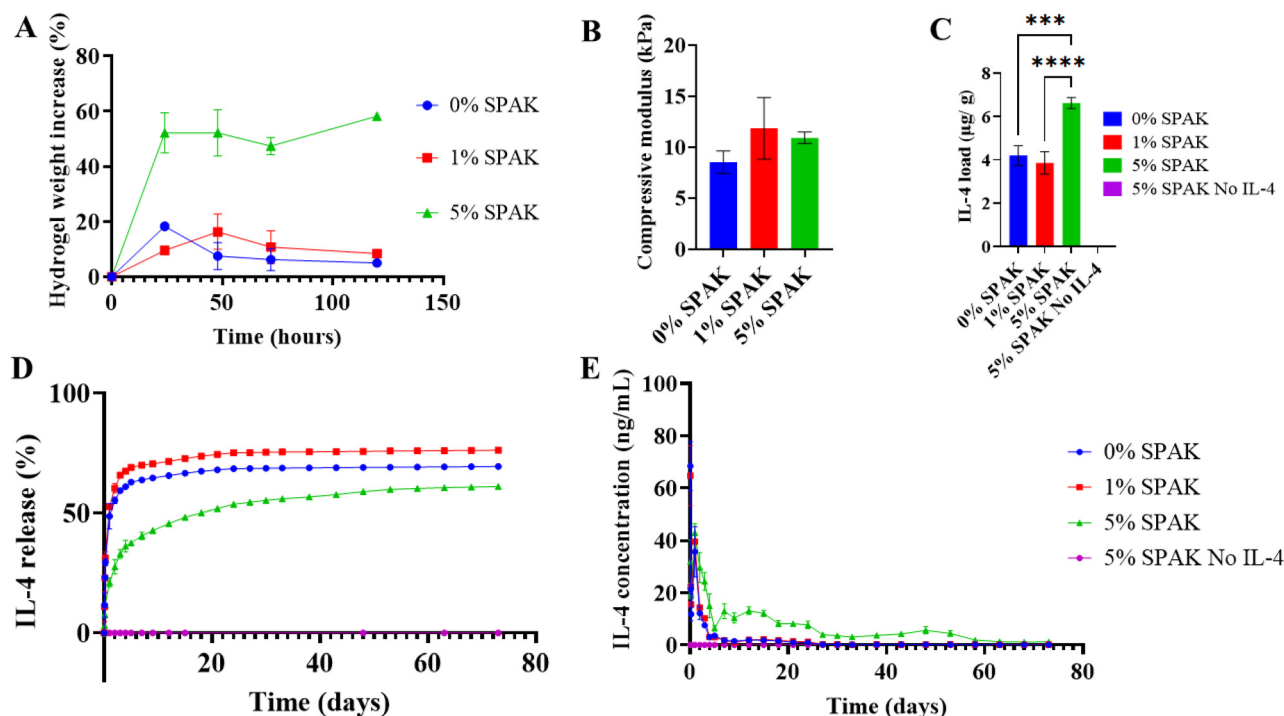 A
Hydrogel weight increase (%)
80
60
40
20
0
0
50
100
150
Time (hours)
0% SPAK
1% SPAK
5% SPAK
B
Compressive modulus (kPa)
20
15
10
5
0
0% SPAK
1% SPAK
5% SPAK
C
***
****
IL-4 load (µg/ g)
8
6
4
2
0
0% SPAK
1% SPAK
5% SPAK
5% SPAK No IL-4
0% SPAK
1% SPAK
5% SPAK
5% SPAK No IL-4
D
IL-4 release (%)
100
50
0
20
40
60
80
Time (days)
E
IL-4 concentration (ng/mL)
100
80
60
40
20
0
0
20
40
60
80
Time (days)
0% SPAK
1% SPAK
5% SPAK
5% SPAK No IL-4